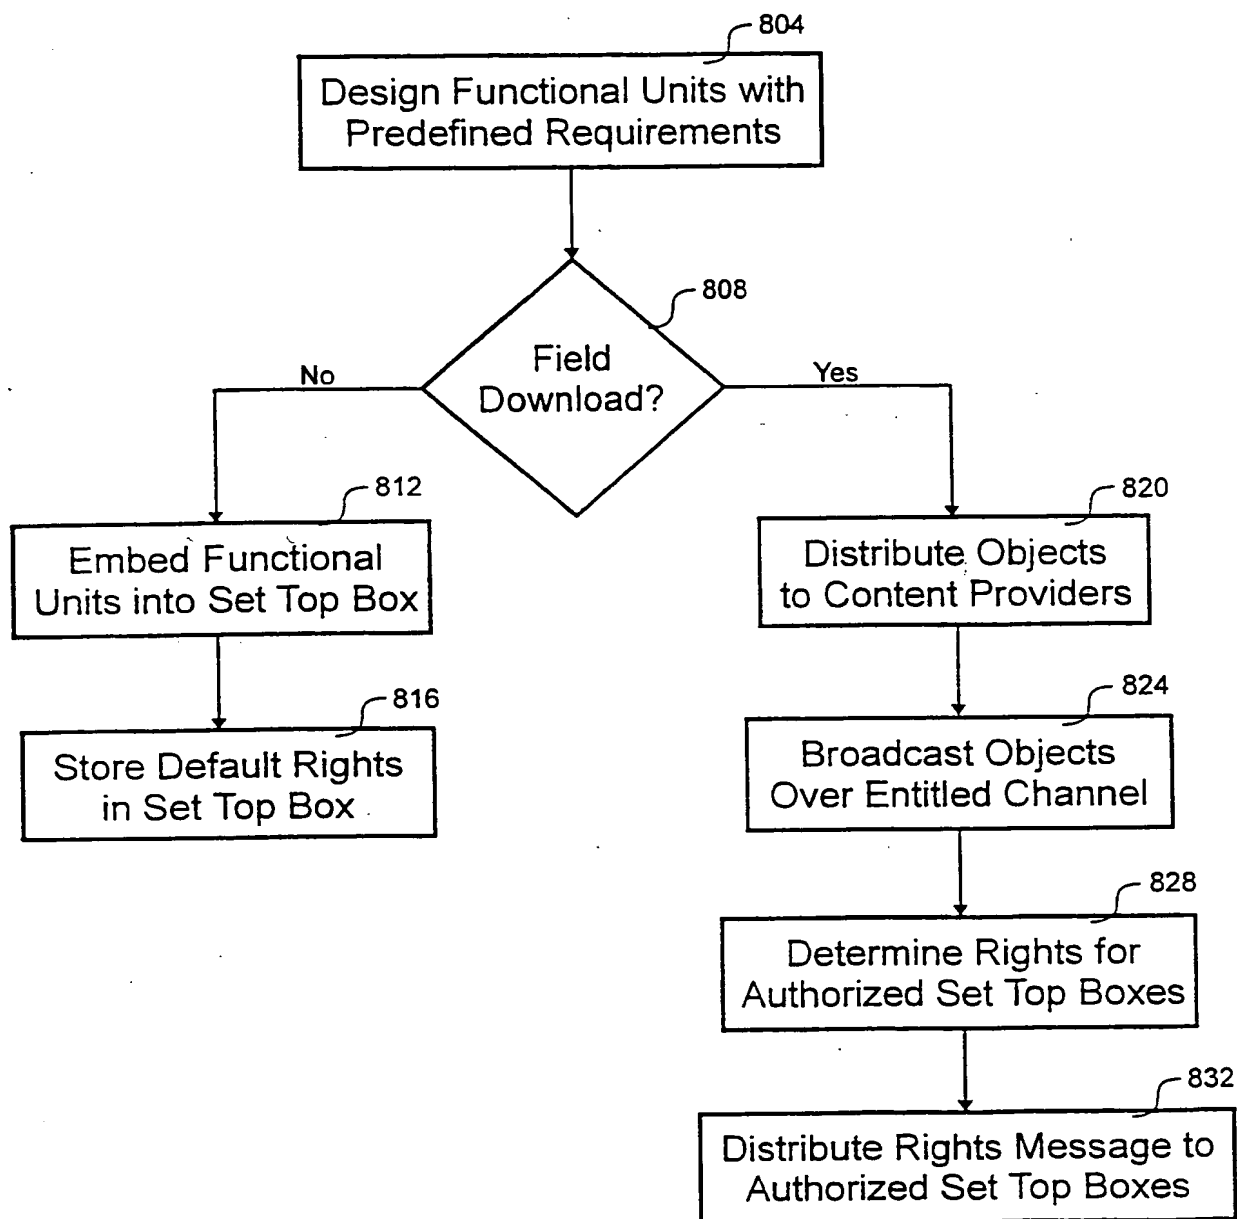 804
Design Functional Units with
Predefined Requirements
808
Field
Download?
No
Yes
812
Embed Functional
Units into Set Top Box
816
Store Default Rights
in Set Top Box
820
Distribute Objects
to Content Providers
824
Broadcast Objects
Over Entitled Channel
828
Determine Rights for
Authorized Set Top Boxes
832
Distribute Rights Message to
Authorized Set Top Boxes